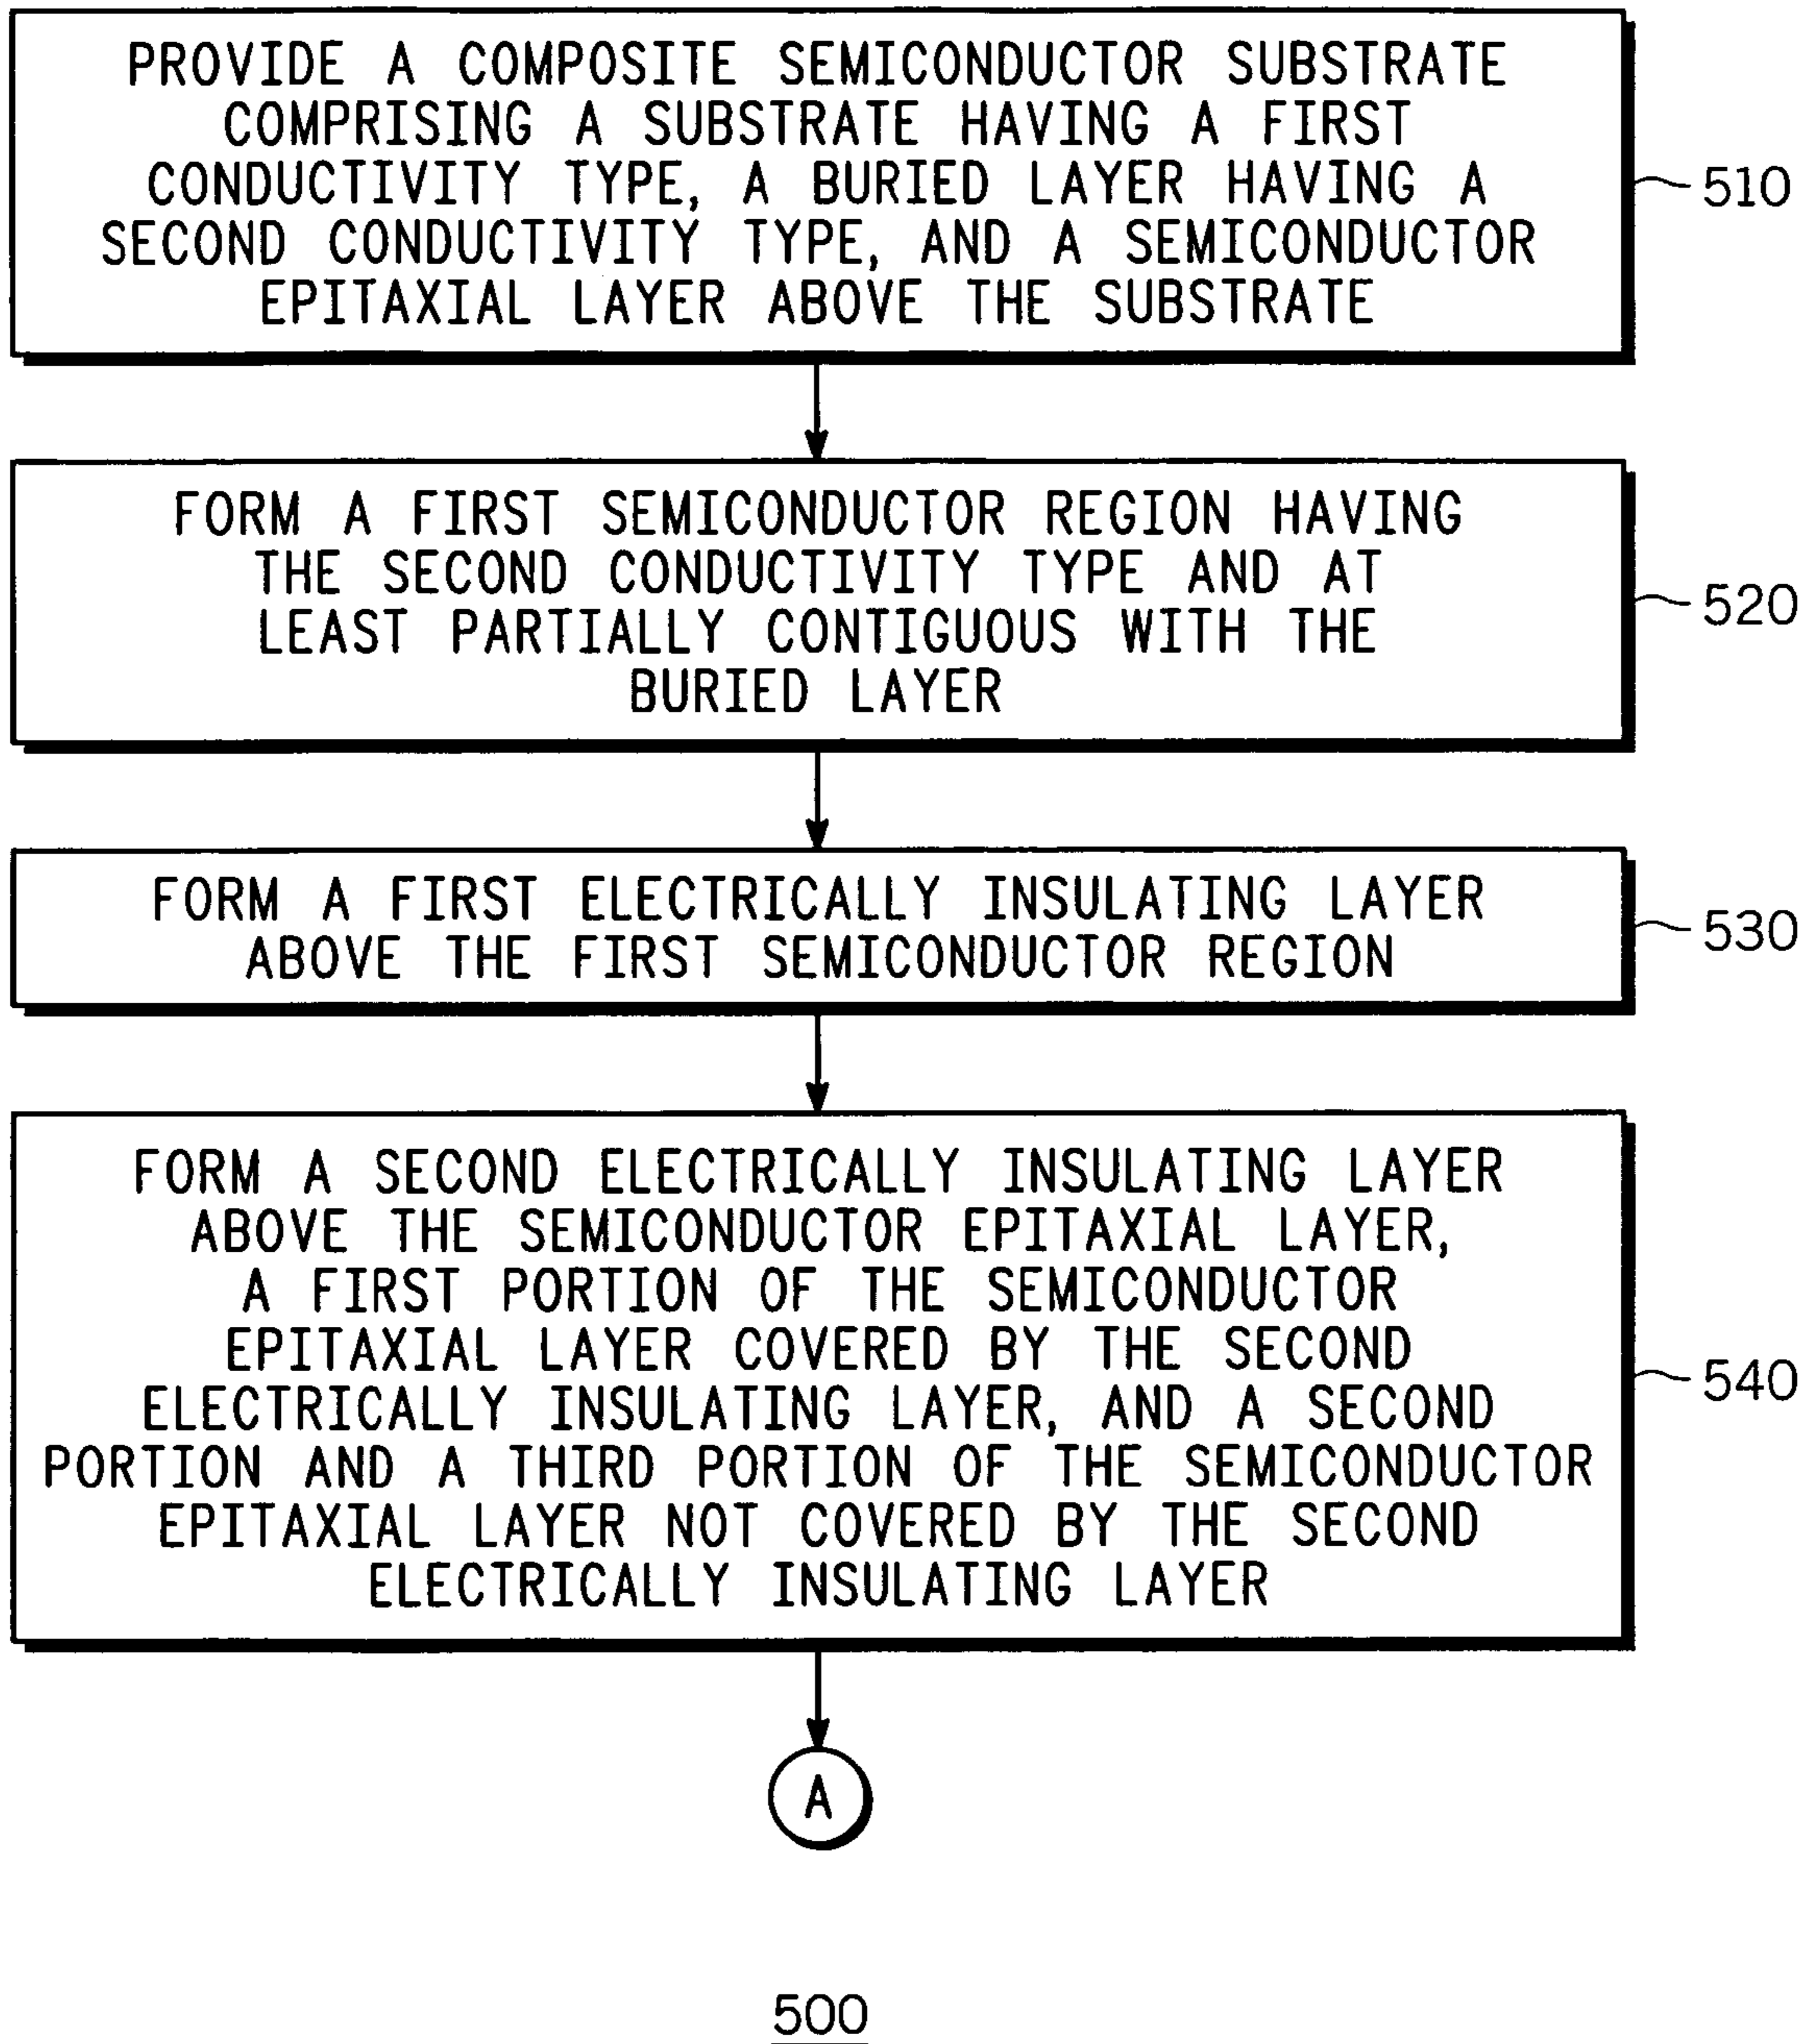 PROVIDE A COMPOSITE SEMICONDUCTOR SUBSTRATE
COMPRISING A SUBSTRATE HAVING A FIRST
CONDUCTIVITY TYPE, A BURIED LAYER HAVING A
SECOND CONDUCTIVITY TYPE, AND A SEMICONDUCTOR
EPITAXIAL LAYER ABOVE THE SUBSTRATE
510
FORM A FIRST SEMICONDUCTOR REGION HAVING
THE SECOND CONDUCTIVITY TYPE AND AT
LEAST PARTIALLY CONTIGUOUS WITH THE
BURIED LAYER
520
FORM A FIRST ELECTRICALLY INSULATING LAYER
ABOVE THE FIRST SEMICONDUCTOR REGION
530
FORM A SECOND ELECTRICALLY INSULATING LAYER
ABOVE THE SEMICONDUCTOR EPITAXIAL LAYER,
A FIRST PORTION OF THE SEMICONDUCTOR
EPITAXIAL LAYER COVERED BY THE SECOND
ELECTRICALLY INSULATING LAYER, AND A SECOND
PORTION AND A THIRD PORTION OF THE SEMICONDUCTOR
EPITAXIAL LAYER NOT COVERED BY THE SECOND
ELECTRICALLY INSULATING LAYER
540
A
500